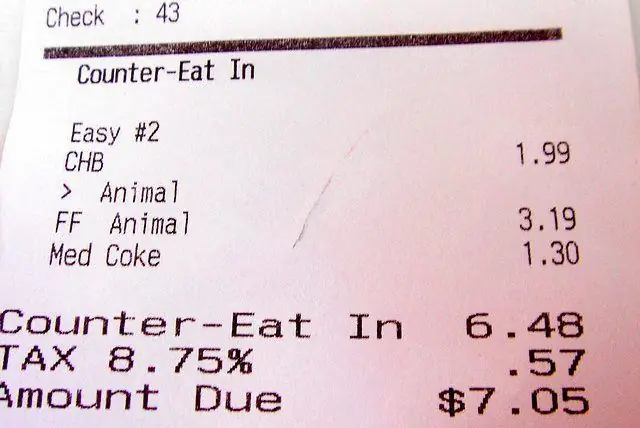 Check : 43
Counter-Eat In
Easy #2
CHB 1.99
> Animal
FF Animal 3.19
Med Coke 1.30
Counter-Eat In 6.48
TAX 8.75% .57
Amount Due $7.05